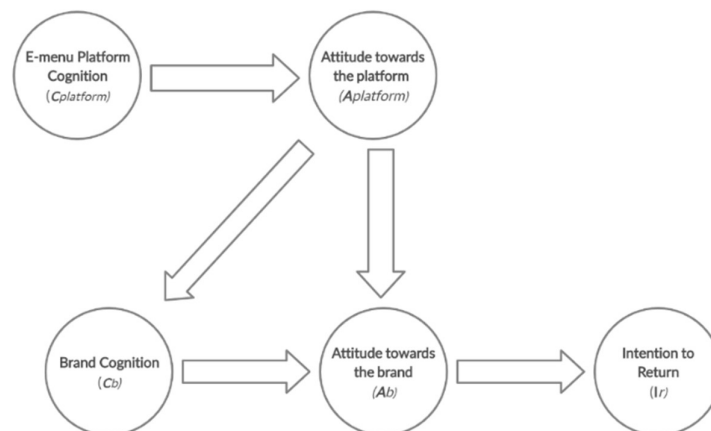 E-menu Platform
Cognition
(Cplatform)
Attitude towards
the platform
(Aplatform)
Brand Cognition
(Cb)
Attitude towards
the brand
(Ab)
Intention to
Return
(Ir)